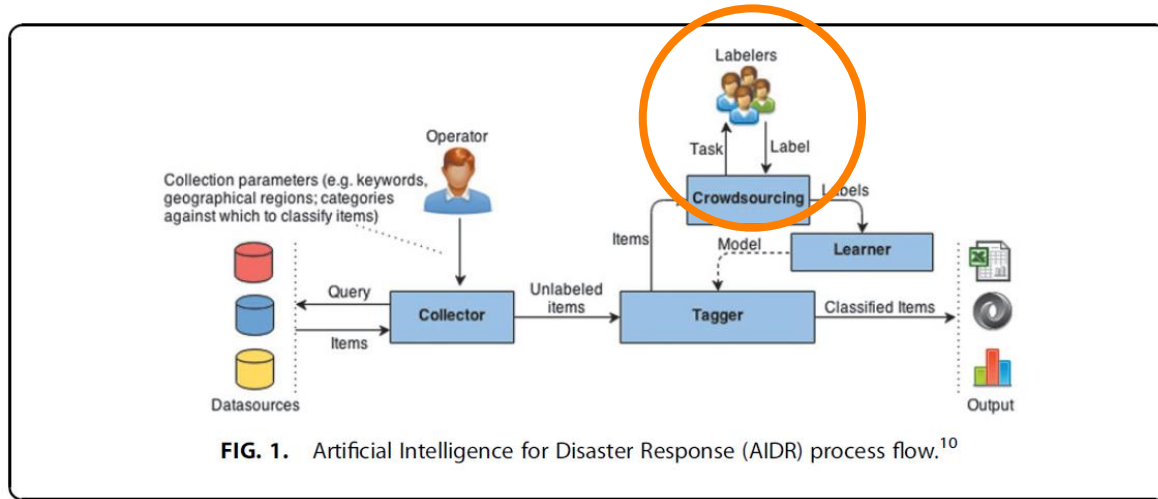 Labelers
Operator
Task
Label
Collection parameters (e.g. keywords,
geographical regions; categories
against which to classify items)
Crowdsourcing
Labels
Items
Model
Learner
Query
Collector
Unlabeled
items
Tagger
Classified Items
Items
Datasources
Output
FIG. 1. Artificial Intelligence for Disaster Response (AIDR) process flow.10